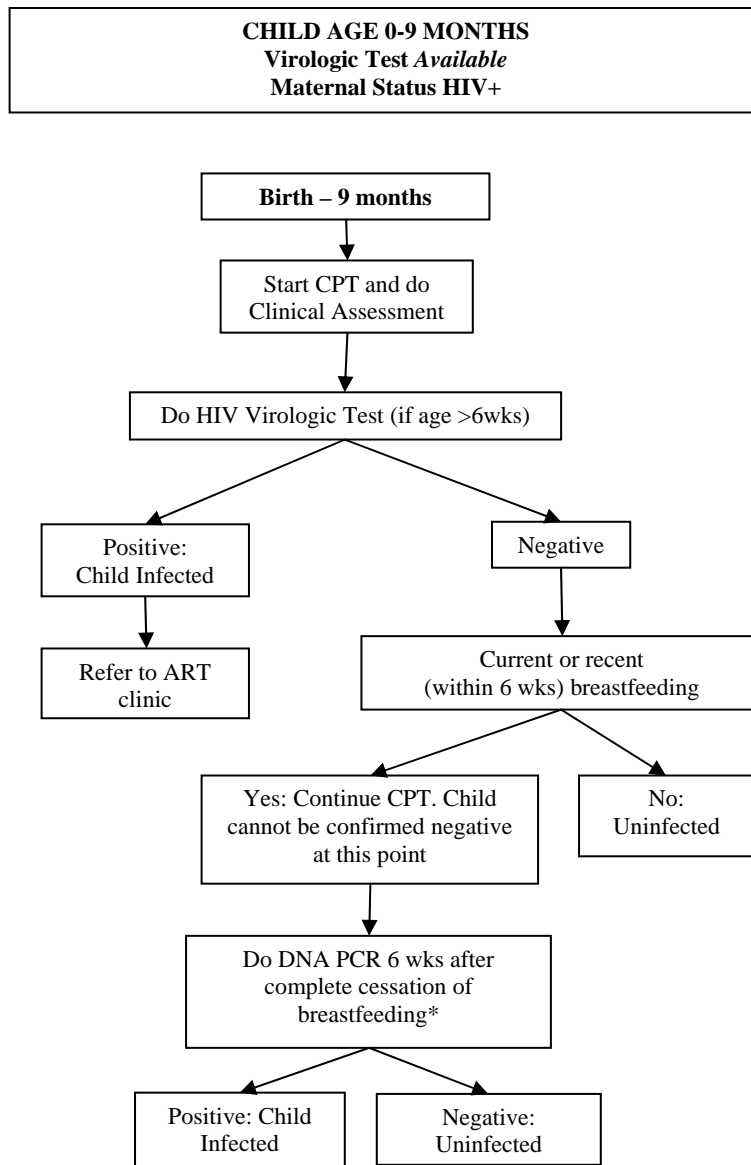 CHILD AGE 0-9 MONTHS
Virologic Test Available
Maternal Status HIV+
Birth – 9 months
Start CPT and do
Clinical Assessment
Do HIV Virologic Test (if age >6wks)
Positive:
Child Infected
Negative
Refer to ART
clinic
Current or recent
(within 6 wks) breastfeeding
Yes: Continue CPT. Child
cannot be confirmed negative
at this point
No:
Uninfected
Do DNA PCR 6 wks after
complete cessation of
breastfeeding*
Positive: Child
Infected
Negative:
Uninfected